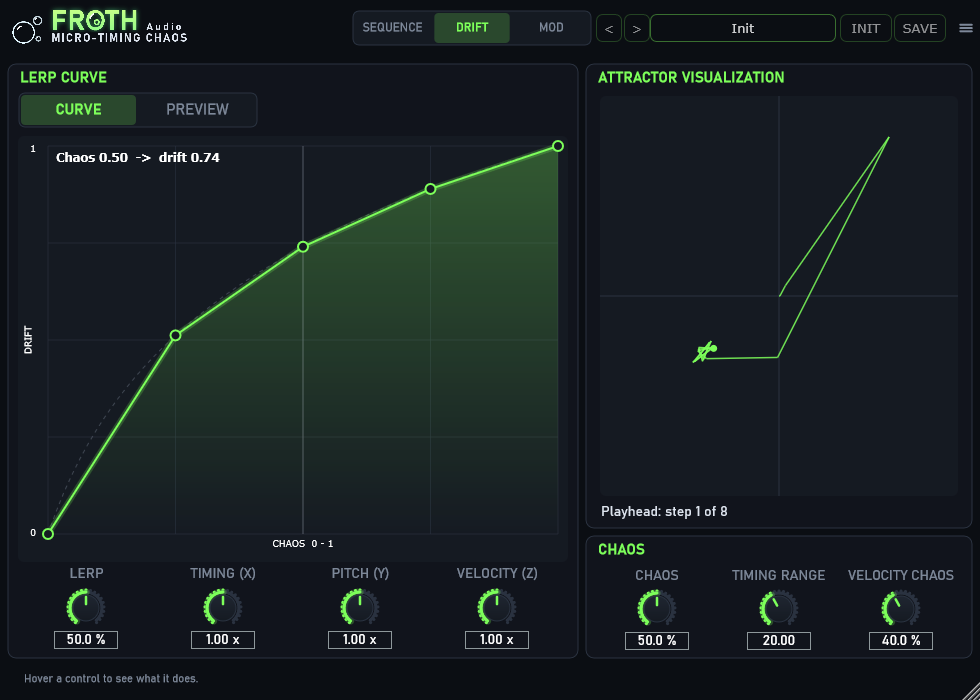 FROTH Audio
MICRO-TIMING CHAOS
SEQUENCE DRIFT MOD
< > Init INIT SAVE
LERP CURVE
CURVE PREVIEW
1
Chaos 0.50 -> drift 0.74
DRIFT
0
CHAOS 0 - 1
LERP TIMING (X) PITCH (Y) VELOCITY (Z)
50.0 % 1.00 x 1.00 x 1.00 x
ATTRACTOR VISUALIZATION
Playhead: step 1 of 8
CHAOS
CHAOS TIMING RANGE VELOCITY CHAOS
50.0 % 20.00 40.0 %
Hover a control to see what it does.